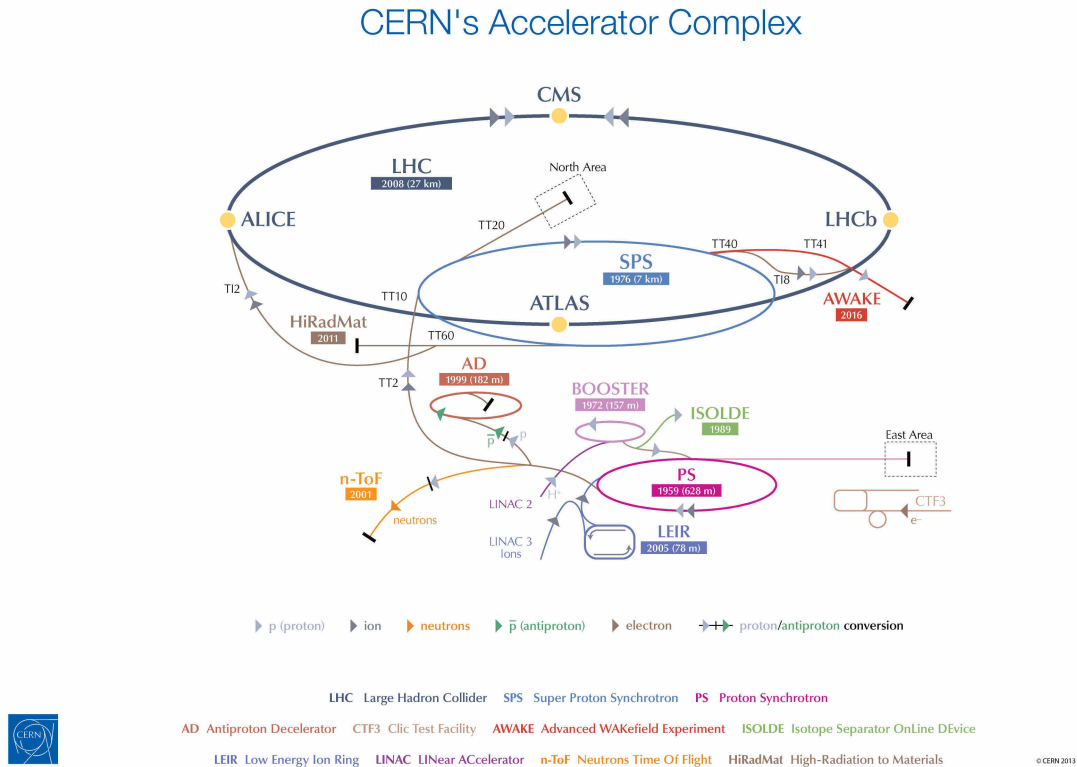 CERN's Accelerator Complex
CMS
LHC
2008 (27 km)
North Area
ALICE
LHCb
TT20
TT40
TT41
SPS
1976 (7 km)
TI8
TI2
TT10
ATLAS
AWAKE
2016
HiRadMat
2011
TT60
AD
1999 (182 m)
TT2
BOOSTER
1972 (157 m)
ISOLDE
1989
p̅
p
East Area
n-ToF
2001
PS
1959 (628 m)
LINAC 2
H⁺
CTF3
e⁻
neutrons
LINAC 3
Ions
LEIR
2005 (78 m)
p (proton) ion neutrons p̅ (antiproton) electron proton/antiproton conversion
LHC Large Hadron Collider SPS Super Proton Synchrotron PS Proton Synchrotron
AD Antiproton Decelerator CTF3 Clic Test Facility AWAKE Advanced WAKefield Experiment ISOLDE Isotope Separator OnLine DEvice
LEIR Low Energy Ion Ring LINAC LINear ACcelerator n-ToF Neutrons Time Of Flight HiRadMat High-Radiation to Materials
CERN
© CERN 2013